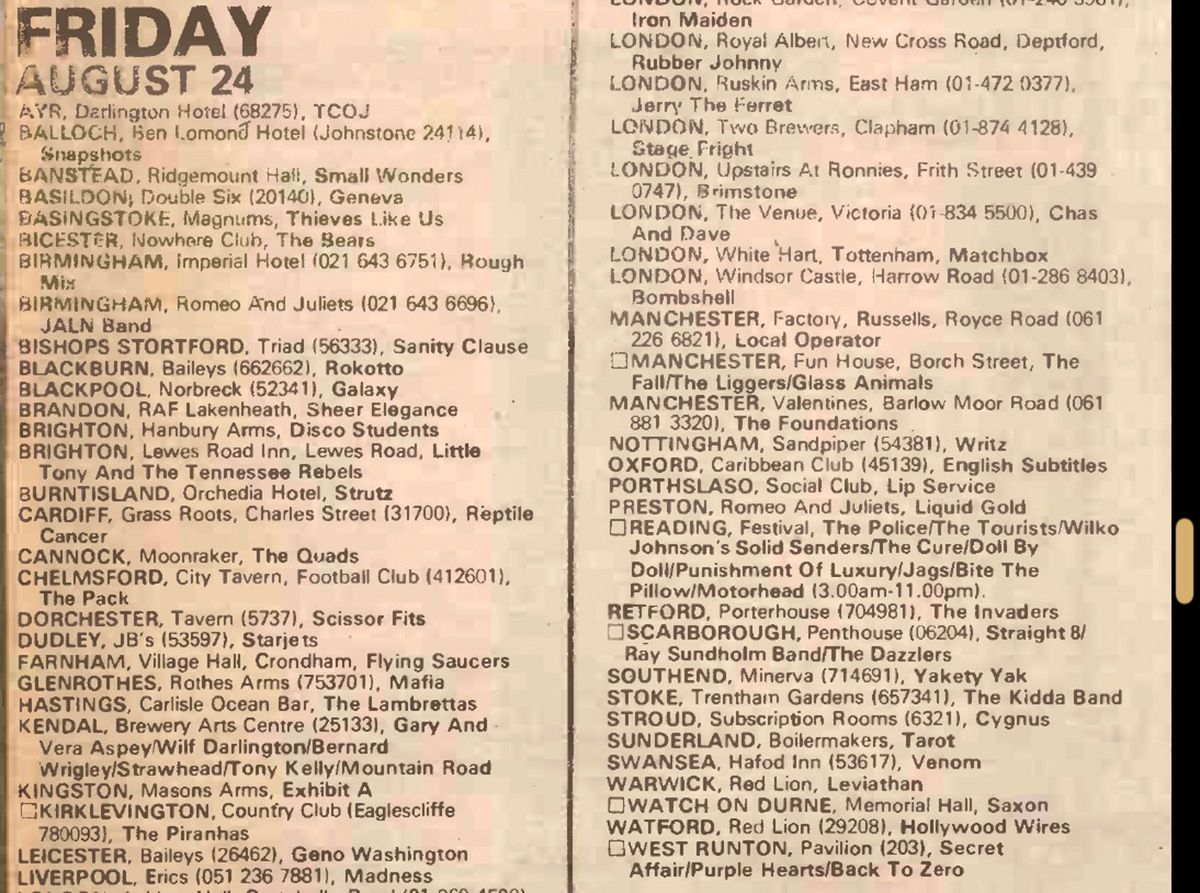 FRIDAY
AUGUST 24
AYR, Darlington Hotel (68275), TCOJ
BALLOCH, Ben Lomond Hotel (Johnstone 24114),
Snapshots
BANSTEAD, Ridgemount Hall, Small Wonders
BASILDON, Double Six (20140), Geneva
BASINGSTOKE, Magnums, Thieves Like Us
BICESTER, Nowhere Club, The Bears
BIRMINGHAM, Imperial Hotel (021 643 6751), Rough
Mix
BIRMINGHAM, Romeo And Juliets (021 643 6696),
JALN Band
BISHOPS STORTFORD, Triad (56333), Sanity Clause
BLACKBURN, Baileys (662662), Rokotto
BLACKPOOL, Norbreck (52341), Galaxy
BRANDON, RAF Lakenheath, Sheer Elegance
BRIGHTON, Hanbury Arms, Disco Students
BRIGHTON, Lewes Road Inn, Lewes Road, Little
Tony And The Tennessee Rebels
BURNTISLAND, Orchedia Hotel, Strutz
CARDIFF, Grass Roots, Charles Street (31700), Reptile
Cancer
CANNOCK, Moonraker, The Quads
CHELMSFORD, City Tavern, Football Club (412601),
The Pack
DORCHESTER, Tavern (5737), Scissor Fits
DUDLEY, JB's (53597), Starjets
FARNHAM, Village Hall, Crondham, Flying Saucers
GLENROTHES, Rothes Arms (753701), Mafia
HASTINGS, Carlisle Ocean Bar, The Lambrettas
KENDAL, Brewery Arts Centre (25133), Gary And
Vera Aspey/Wilf Darlington/Bernard
Wrigley/Strawhead/Tony Kelly/Mountain Road
KINGSTON, Masons Arms, Exhibit A
□KIRKLEVINGTON, Country Club (Eaglescliffe
780093), The Piranhas
LEICESTER, Baileys (26462), Geno Washington
LIVERPOOL, Erics (051 236 7881), Madness
LONDON, Rock Garden, Covent Garden
Iron Maiden
LONDON, Royal Albert, New Cross Road, Deptford,
Rubber Johnny
LONDON, Ruskin Arms, East Ham (01-472 0377),
Jerry The Ferret
LONDON, Two Brewers, Clapham (01-874 4128),
Stage Fright
LONDON, Upstairs At Ronnies, Frith Street (01-439
0747), Brimstone
LONDON, The Venue, Victoria (01-834 5500), Chas
And Dave
LONDON, White Hart, Tottenham, Matchbox
LONDON, Windsor Castle, Harrow Road (01-286 8403),
Bombshell
MANCHESTER, Factory, Russells, Royce Road (061
226 6821), Local Operator
□MANCHESTER, Fun House, Borch Street, The
Fall/The Liggers/Glass Animals
MANCHESTER, Valentines, Barlow Moor Road (061
881 3320), The Foundations
NOTTINGHAM, Sandpiper (54381), Writz
OXFORD, Caribbean Club (45139), English Subtitles
PORTHSLASO, Social Club, Lip Service
PRESTON, Romeo And Juliets, Liquid Gold
□READING, Festival, The Police/The Tourists/Wilko
Johnson's Solid Senders/The Cure/Doll By
Doll/Punishment Of Luxury/Jags/Bite The
Pillow/Motorhead (3.00am-11.00pm).
RETFORD, Porterhouse (704981), The Invaders
□SCARBOROUGH, Penthouse (06204), Straight 8/
Ray Sundholm Band/The Dazzlers
SOUTHEND, Minerva (714691), Yakety Yak
STOKE, Trentham Gardens (657341), The Kidda Band
STROUD, Subscription Rooms (6321), Cygnus
SUNDERLAND, Boilermakers, Tarot
SWANSEA, Hafod Inn (53617), Venom
WARWICK, Red Lion, Leviathan
□WATCH ON DURNE, Memorial Hall, Saxon
WATFORD, Red Lion (29208), Hollywood Wires
□WEST RUNTON, Pavilion (203), Secret
Affair/Purple Hearts/Back To Zero